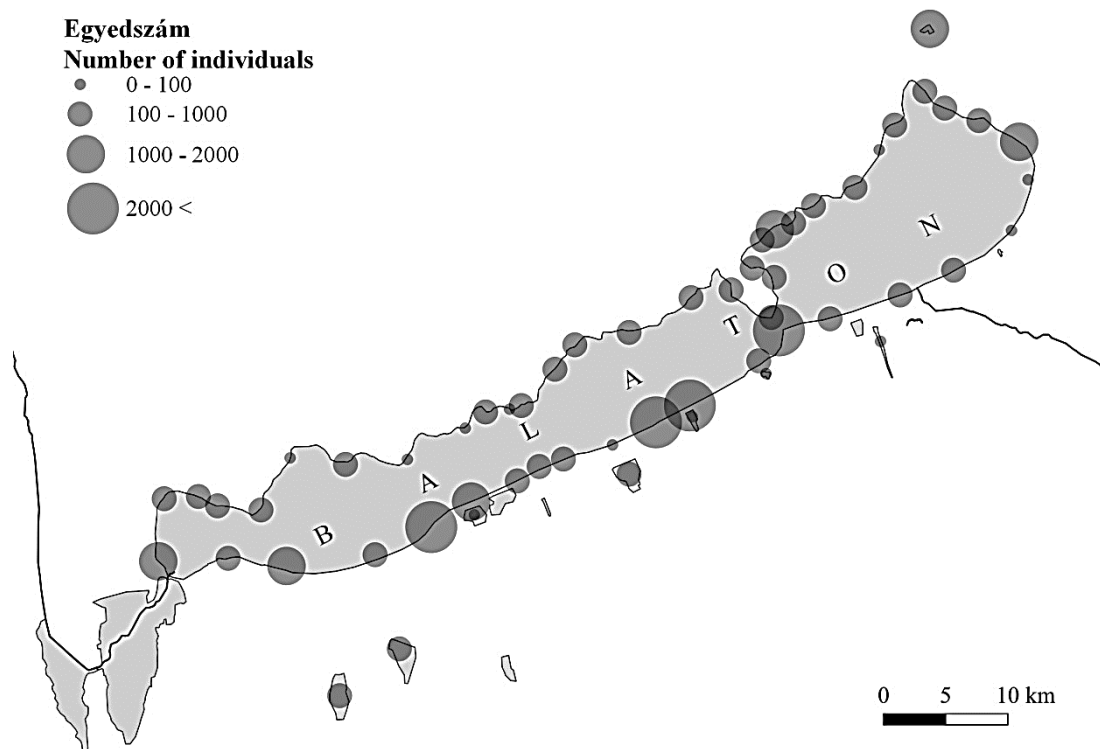 Egyedszám
Number of individuals
0 - 100
100 - 1000
1000 - 2000
2000 <
B A L A T O N
0 5 10 km